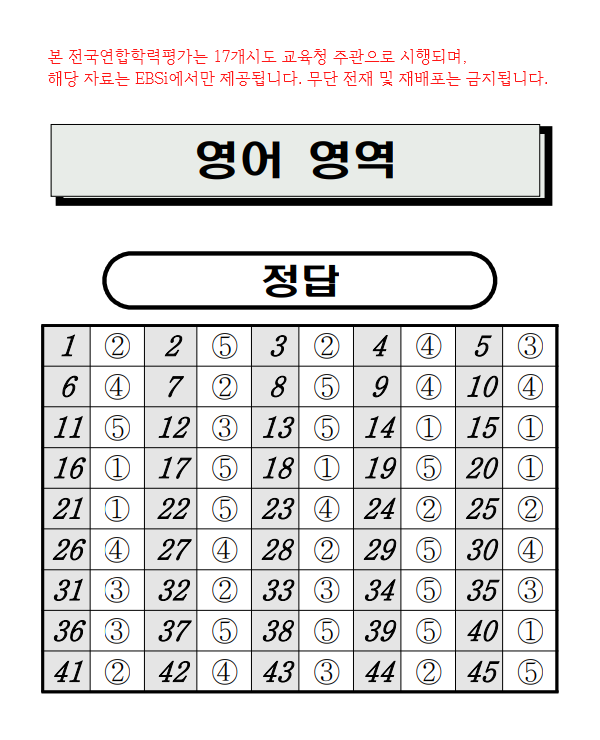 본 전국연합학력평가는 17개시도 교육청 주관으로 시행되며,
해당 자료는 EBSi에서만 제공됩니다. 무단 전재 및 재배포는 금지됩니다.
영어 영역
정답
1 ② 2 ⑤ 3 ② 4 ④ 5 ③
6 ④ 7 ② 8 ⑤ 9 ④ 10 ④
11 ⑤ 12 ③ 13 ⑤ 14 ① 15 ①
16 ① 17 ⑤ 18 ① 19 ⑤ 20 ①
21 ① 22 ⑤ 23 ④ 24 ② 25 ②
26 ④ 27 ④ 28 ② 29 ⑤ 30 ④
31 ③ 32 ② 33 ③ 34 ⑤ 35 ③
36 ③ 37 ⑤ 38 ⑤ 39 ⑤ 40 ①
41 ② 42 ④ 43 ③ 44 ② 45 ⑤